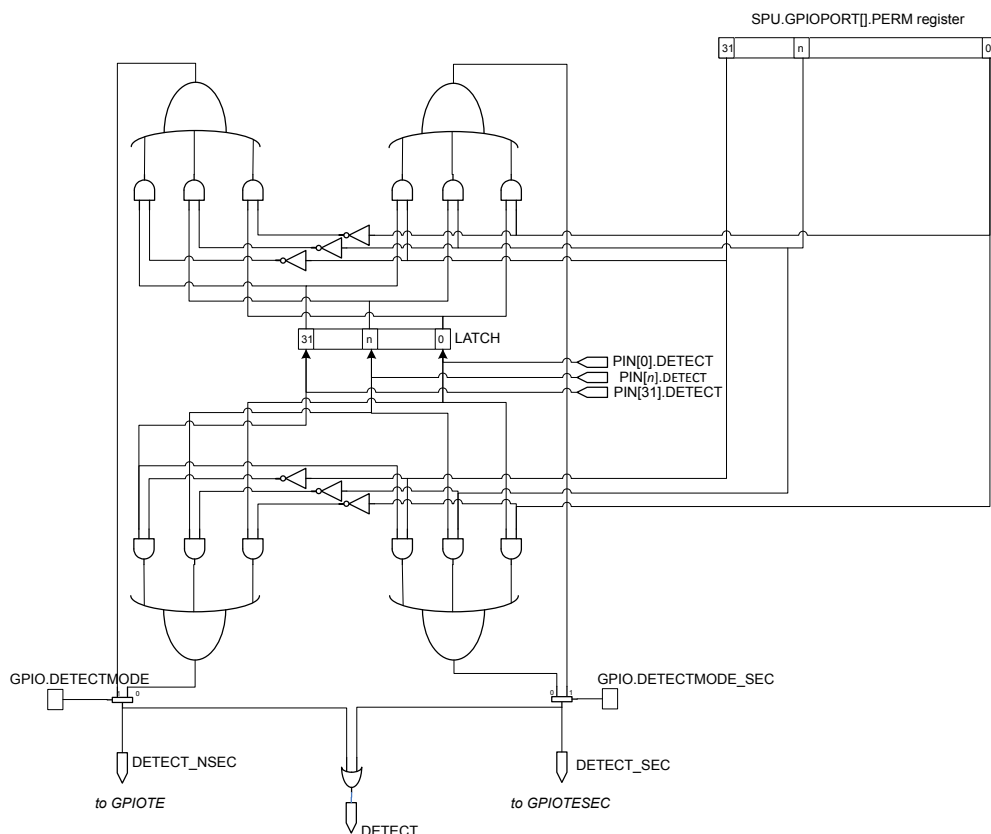 SPU.GPIOPORT[].PERM register
31 n 0
31 n 0 LATCH
PIN[0].DETECT
PIN[n].DETECT
PIN[31].DETECT
GPIO.DETECTMODE 1 0
0 1 GPIO.DETECTMODE_SEC
DETECT_NSEC
DETECT_SEC
to GPIOTE
to GPIOTESEC
DETECT